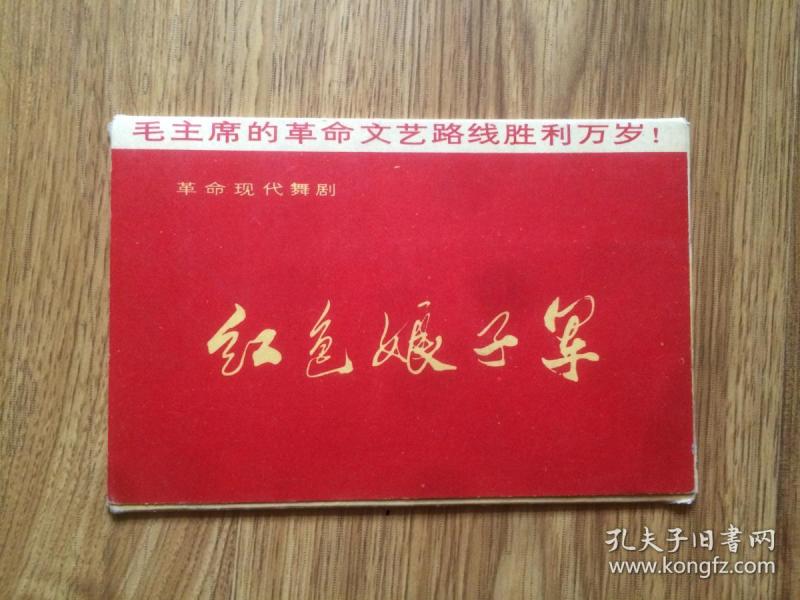 毛主席的革命文艺路线胜利万岁！
革命现代舞剧
红色娘子军
孔夫子旧書网
www.kongfz.com